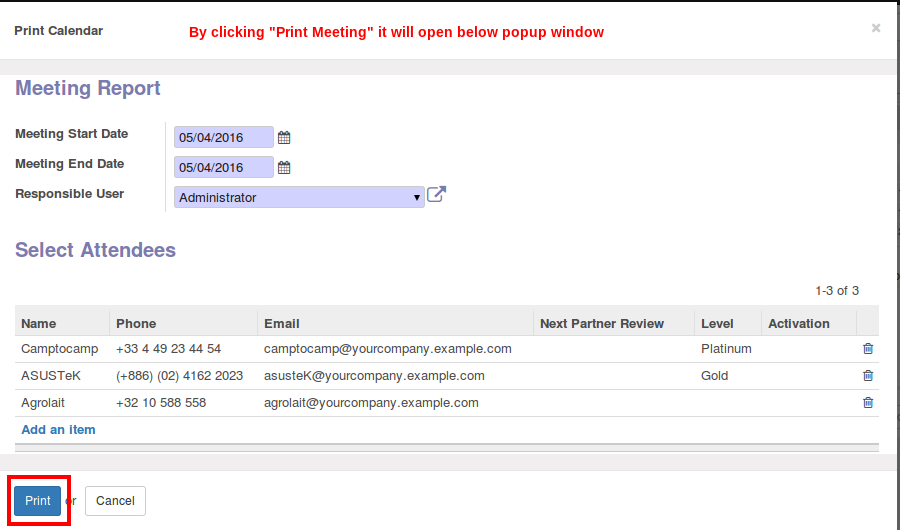 Print Calendar By clicking "Print Meeting" it will open below popup window ×
Meeting Report
Meeting Start Date 05/04/2016
Meeting End Date 05/04/2016
Responsible User Administrator
Select Attendees
1-3 of 3
Name Phone Email Next Partner Review Level Activation
Camptocamp +33 4 49 23 44 54 camptocamp@yourcompany.example.com Platinum
ASUSTeK (+886) (02) 4162 2023 asusteK@yourcompany.example.com Gold
Agrolait +32 10 588 558 agrolait@yourcompany.example.com
Add an item
Print or Cancel